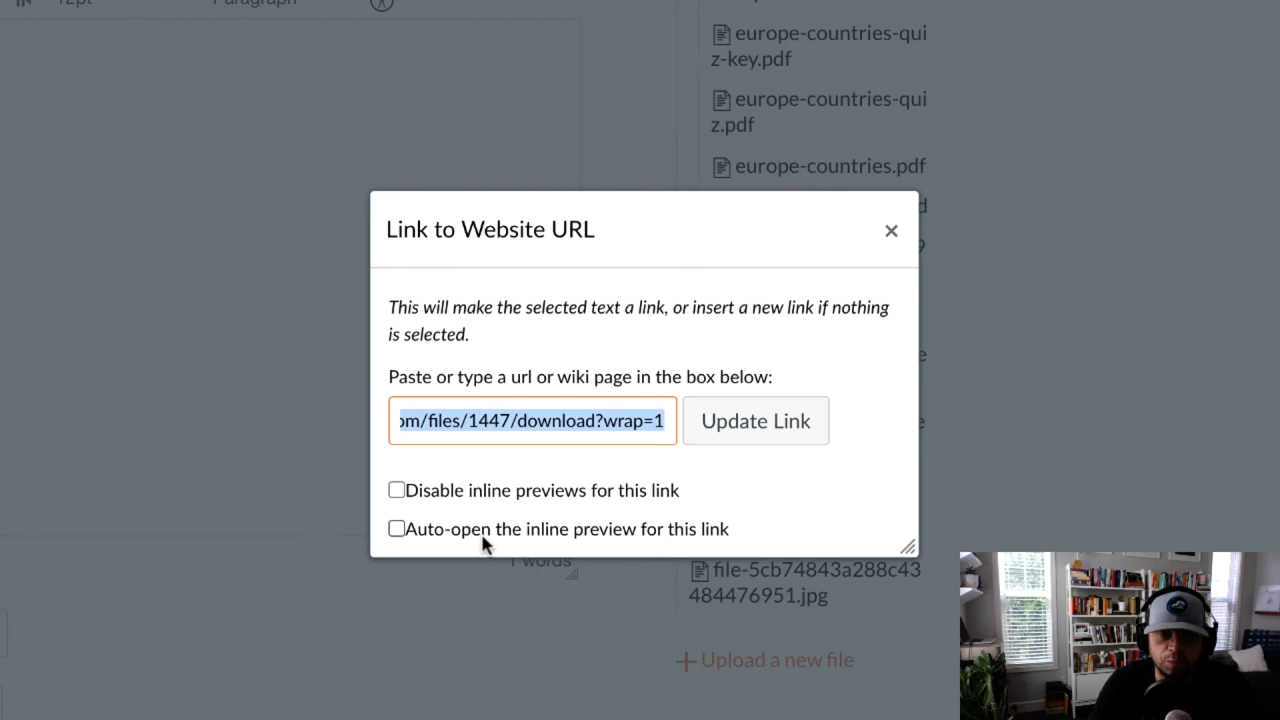 12pt
Paragraph
europe-countries-qui
z-key.pdf
europe-countries-qui
z.pdf
europe-countries.pdf
d
Link to Website URL
This will make the selected text a link, or insert a new link if nothing
is selected.
Paste or type a url or wiki page in the box below:
om/files/1447/download?wrap=1
Update Link
e
e
Disable inline previews for this link
Auto-open the inline preview for this link
words
file-5cb74843a288c43
484476951.jpg
Upload a new file